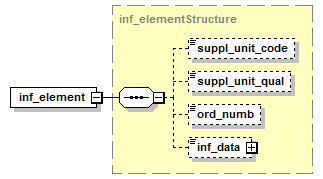 inf_elementStructure
suppl_unit_code
suppl_unit_qual
inf_element
ord_numb
inf_data